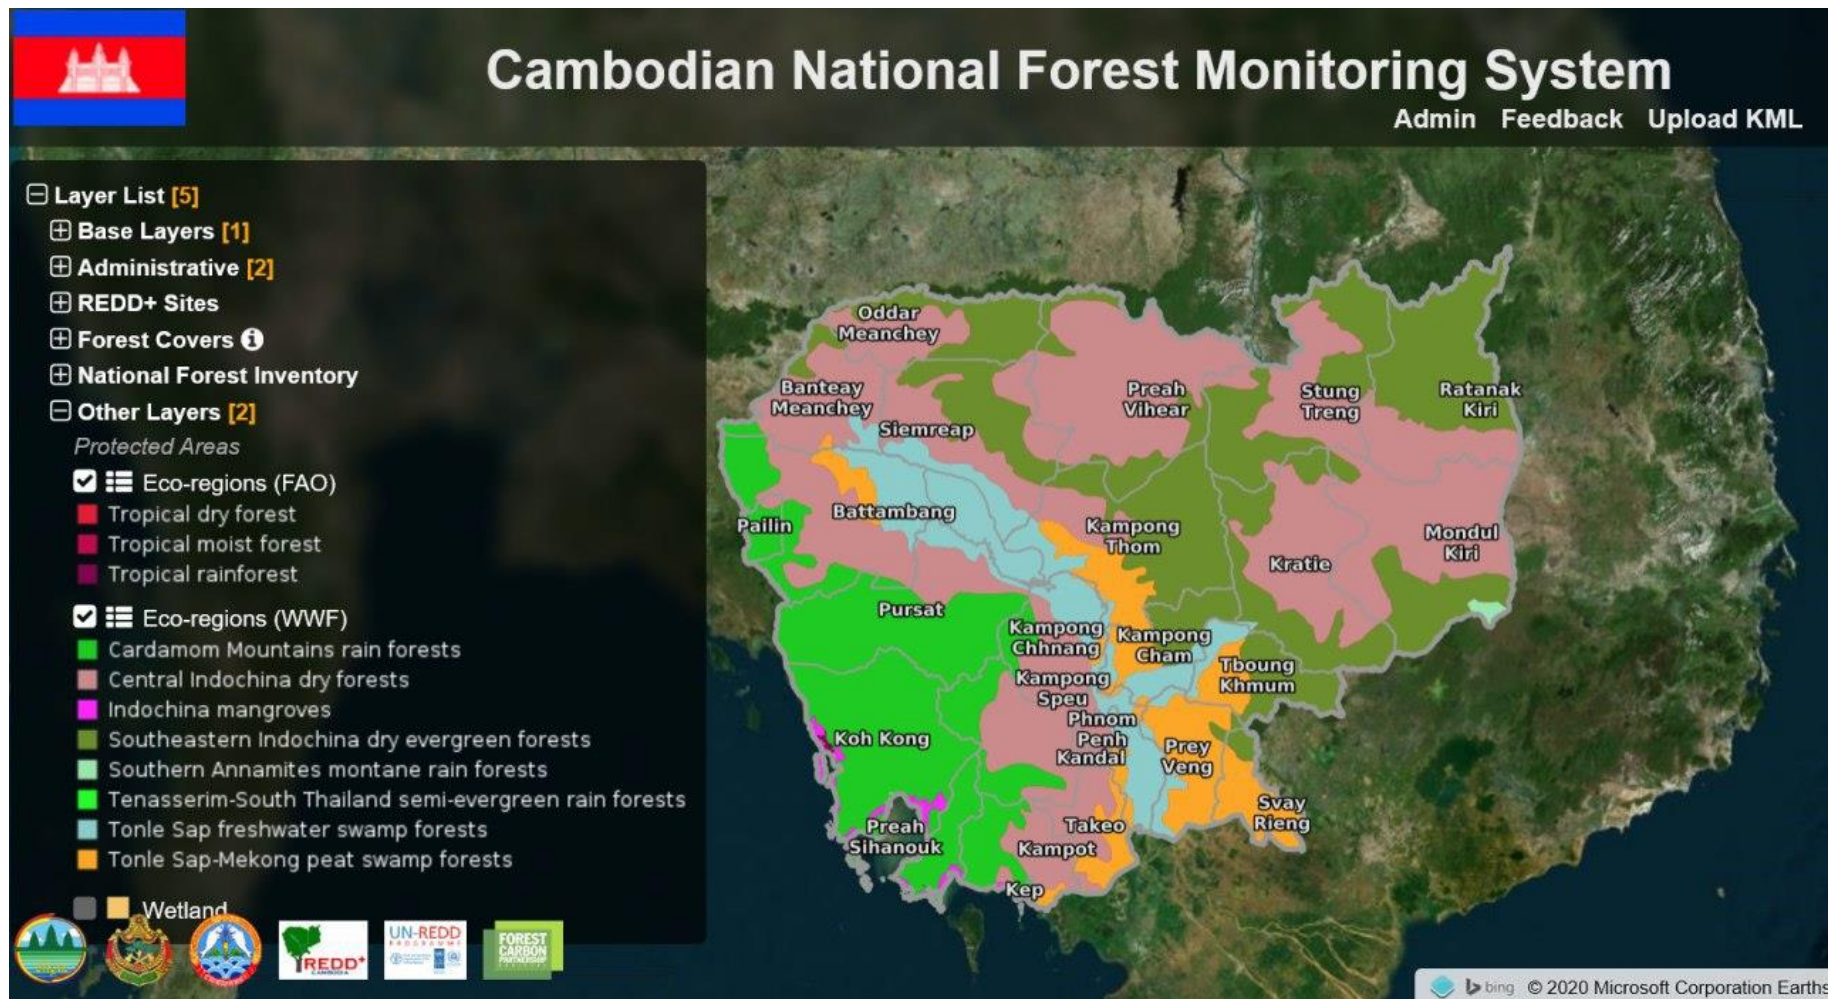 Cambodian National Forest Monitoring System
Admin Feedback Upload KML
Layer List [5]
Base Layers [1]
Administrative [2]
REDD+ Sites
Forest Covers
National Forest Inventory
Other Layers [2]
Protected Areas
Eco-regions (FAO)
Tropical dry forest
Tropical moist forest
Tropical rainforest
Eco-regions (WWF)
Cardamom Mountains rain forests
Central Indochina dry forests
Indochina mangroves
Southeastern Indochina dry evergreen forests
Southern Annamites montane rain forests
Tenasserim-South Thailand semi-evergreen rain forests
Tonle Sap freshwater swamp forests
Tonle Sap-Mekong peat swamp forests
Wetland
REDD+
CAMBODIA
UN-REDD
PROGRAMME
FOREST
CARBON
PARTNERSHIP
Oddar
Meanchey
Banteay
Meanchey
Siemreap
Preah
Vihear
Stung
Treng
Ratanak
Kiri
Pailin
Battambang
Kampong
Thom
Kratie
Mondul
Kiri
Pursat
Kampong
Chhnang
Kampong
Cham
Tboung
Khmum
Kampong
Speu
Phnom
Penh
Kandal
Koh Kong
Prey
Veng
Svay
Rieng
Preah
Sihanouk
Takeo
Kampot
Kep
bing © 2020 Microsoft Corporation Earths